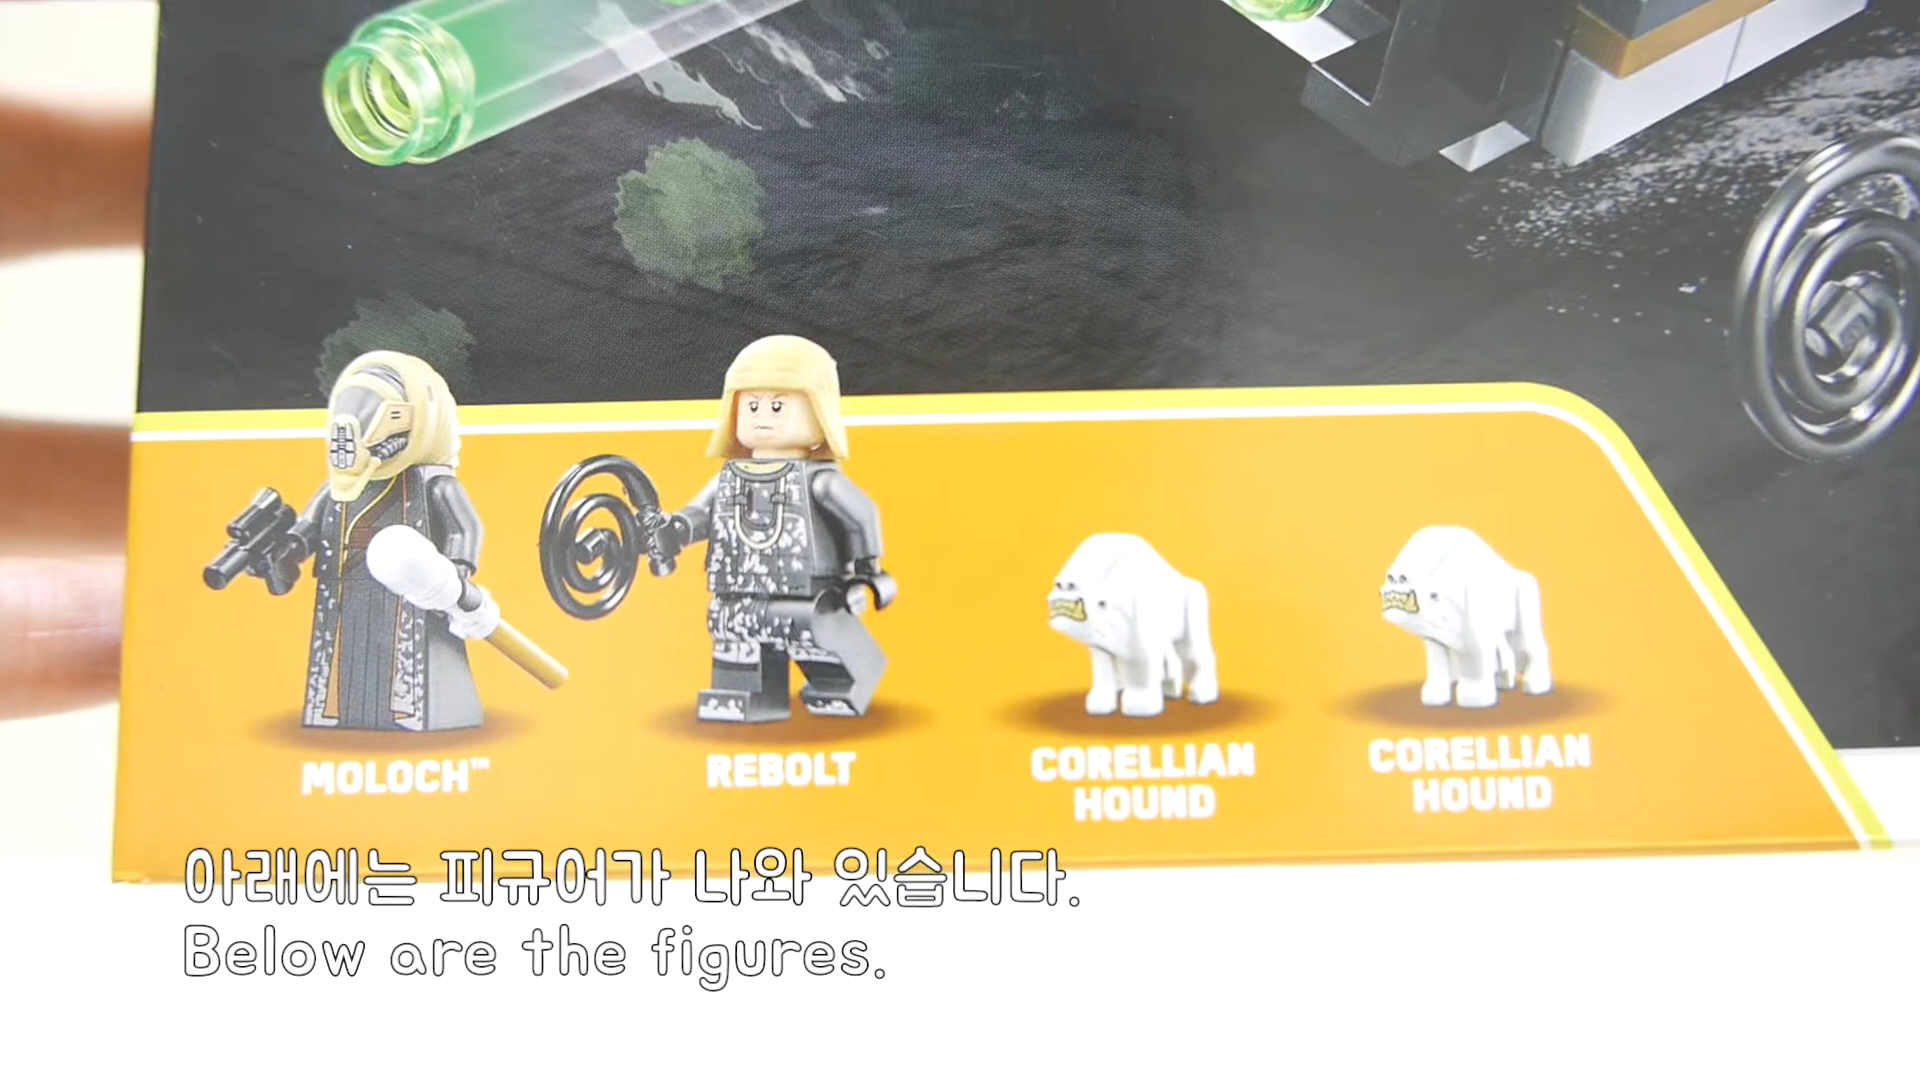 MOLOCH™
REBOLT
CORELLIAN
HOUND
CORELLIAN
HOUND
아래에는 피규어가 나와 있습니다.
Below are the figures.